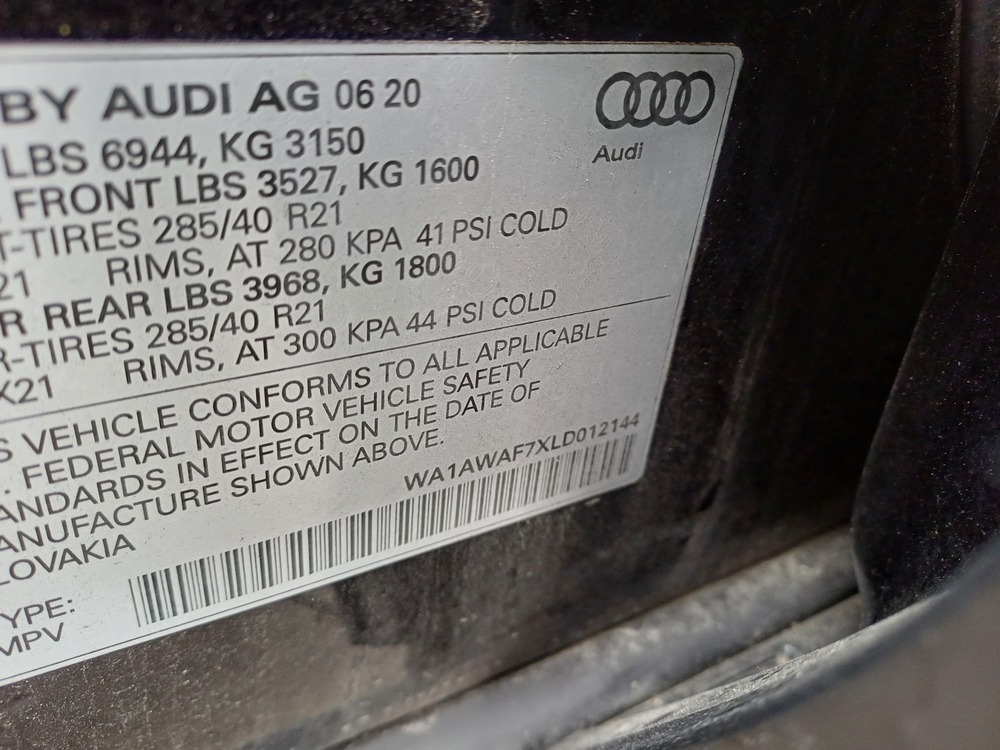 BY AUDI AG 06 20
Audi
LBS 6944, KG 3150
FRONT LBS 3527, KG 1600
T-TIRES 285/40 R21
21 RIMS, AT 280 KPA 41 PSI COLD
R REAR LBS 3968, KG 1800
R-TIRES 285/40 R21
X21 RIMS, AT 300 KPA 44 PSI COLD
S VEHICLE CONFORMS TO ALL APPLICABLE
. FEDERAL MOTOR VEHICLE SAFETY
ANDARDS IN EFFECT ON THE DATE OF
ANUFACTURE SHOWN ABOVE.
WA1AWAF7XLD012144
LOVAKIA
YPE:
MPV